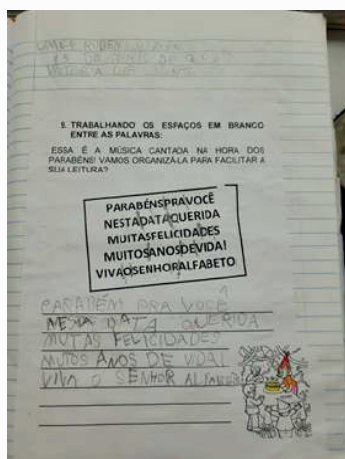 5. TRABALHANDO OS ESPAÇOS EM BRANCO
ENTRE AS PALAVRAS:
ESSA É A MÚSICA CANTADA NA HORA DOS
PARABÉNS! VAMOS ORGANIZÁ-LA PARA FACILITAR A
SUA LEITURA?
PARABÉNSPRAVOCÊ
NESTADATAQUERIDA
MUITASFELICIDADES
MUITOSANOSDEVIDA!
VIVAOSENHORALFABETO
PARABÉN PRA VOCÊ
NESTA DATA QUERIDA
MUTAS FELICIDADES
MUTOS ANOS DE VIDA!
VIVA O SENHOR